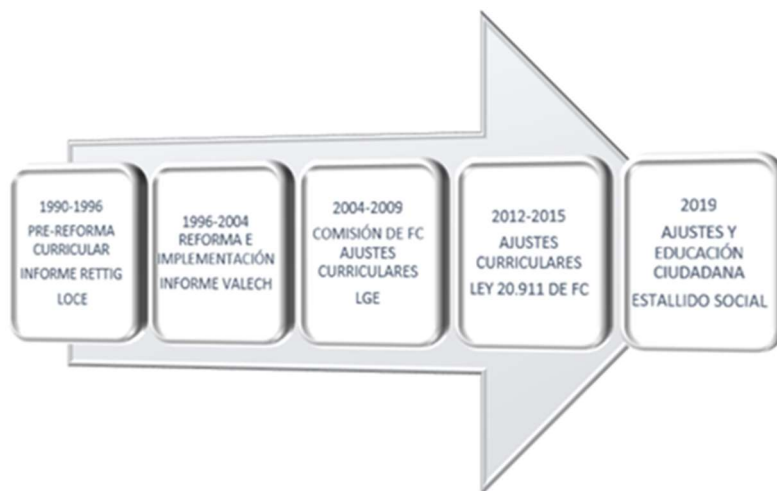 1990-1996
PRE-REFORMA
CURRICULAR
INFORME RETTIG
LOCE
1996-2004
REFORMA E
IMPLEMENTACIÓN
INFORME VALECH
2004-2009
COMISIÓN DE FC
AJUSTES
CURRICULARES
LGE
2012-2015
AJUSTES
CURRICULARES
LEY 20.911 DE FC
2019
AJUSTES Y
EDUCACIÓN
CIUDADANA
ESTALLIDO SOCIAL